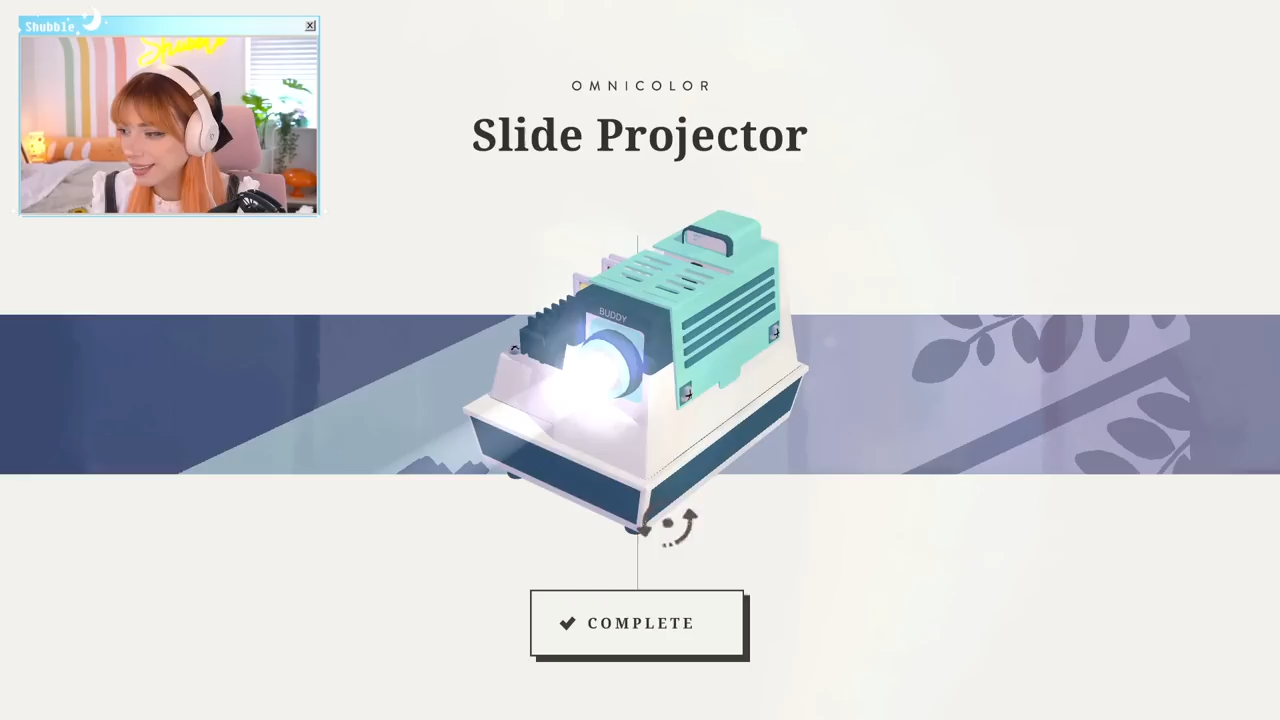 Shubble
OMNICOLOR
Slide Projector
BUDDY
COMPLETE